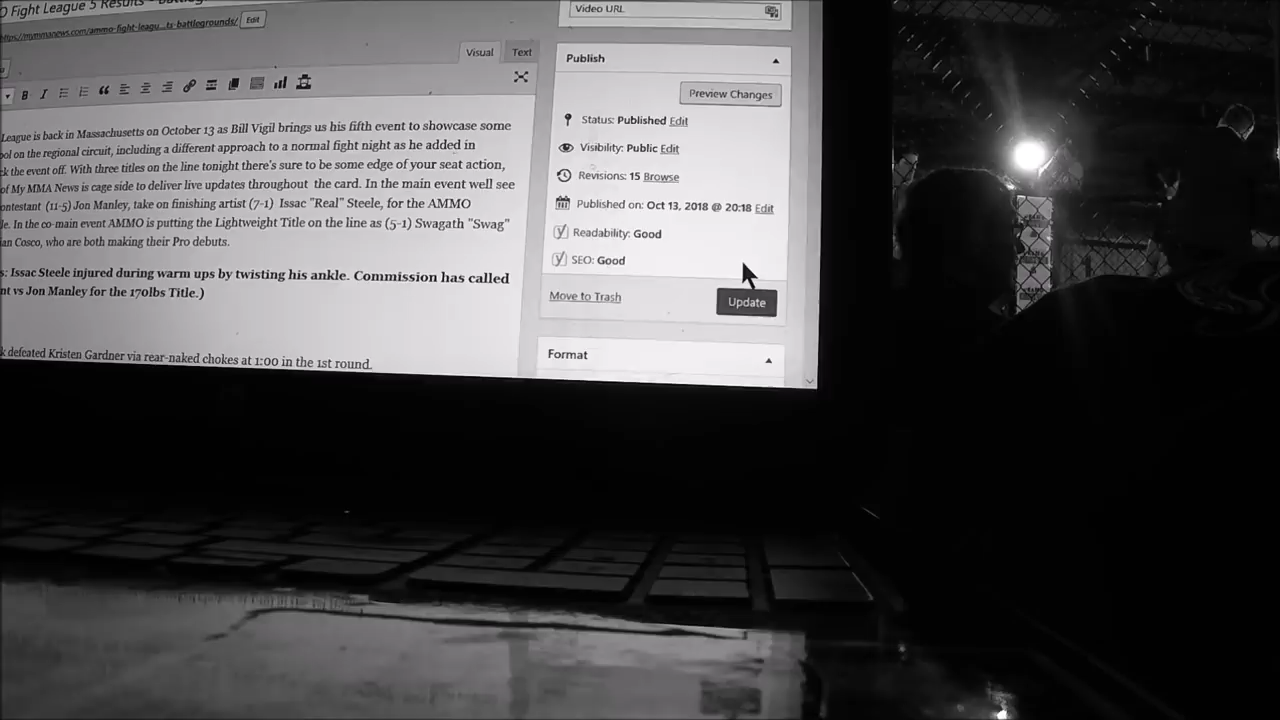 O Fight League 5 Results
https://mymmanews.com/ammo-fight-leagu...ts-battlegrounds/ Edit
Visual Text
B I
League is back in Massachusetts on October 13 as Bill Vigil brings us his fifth event to showcase some
ool on the regional circuit, including a different approach to a normal fight night as he added in
ck the event off. With three titles on the line tonight there's sure to be some edge of your seat action,
of My MMA News is cage side to deliver live updates throughout the card. In the main event well see
ontestant (11-5) Jon Manley, take on finishing artist (7-1) Issac "Real" Steele, for the AMMO
le. In the co-main event AMMO is putting the Lightweight Title on the line as (5-1) Swagath "Swag"
ian Cosco, who are both making their Pro debuts.
s: Issac Steele injured during warm ups by twisting his ankle. Commission has called
nt vs Jon Manley for the 170lbs Title.)
k defeated Kristen Gardner via rear-naked chokes at 1:00 in the 1st round.
Video URL
Publish
Preview Changes
Status: Published Edit
Visibility: Public Edit
Revisions: 15 Browse
Published on: Oct 13, 2018 @ 20:18 Edit
Readability: Good
SEO: Good
Move to Trash Update
Format